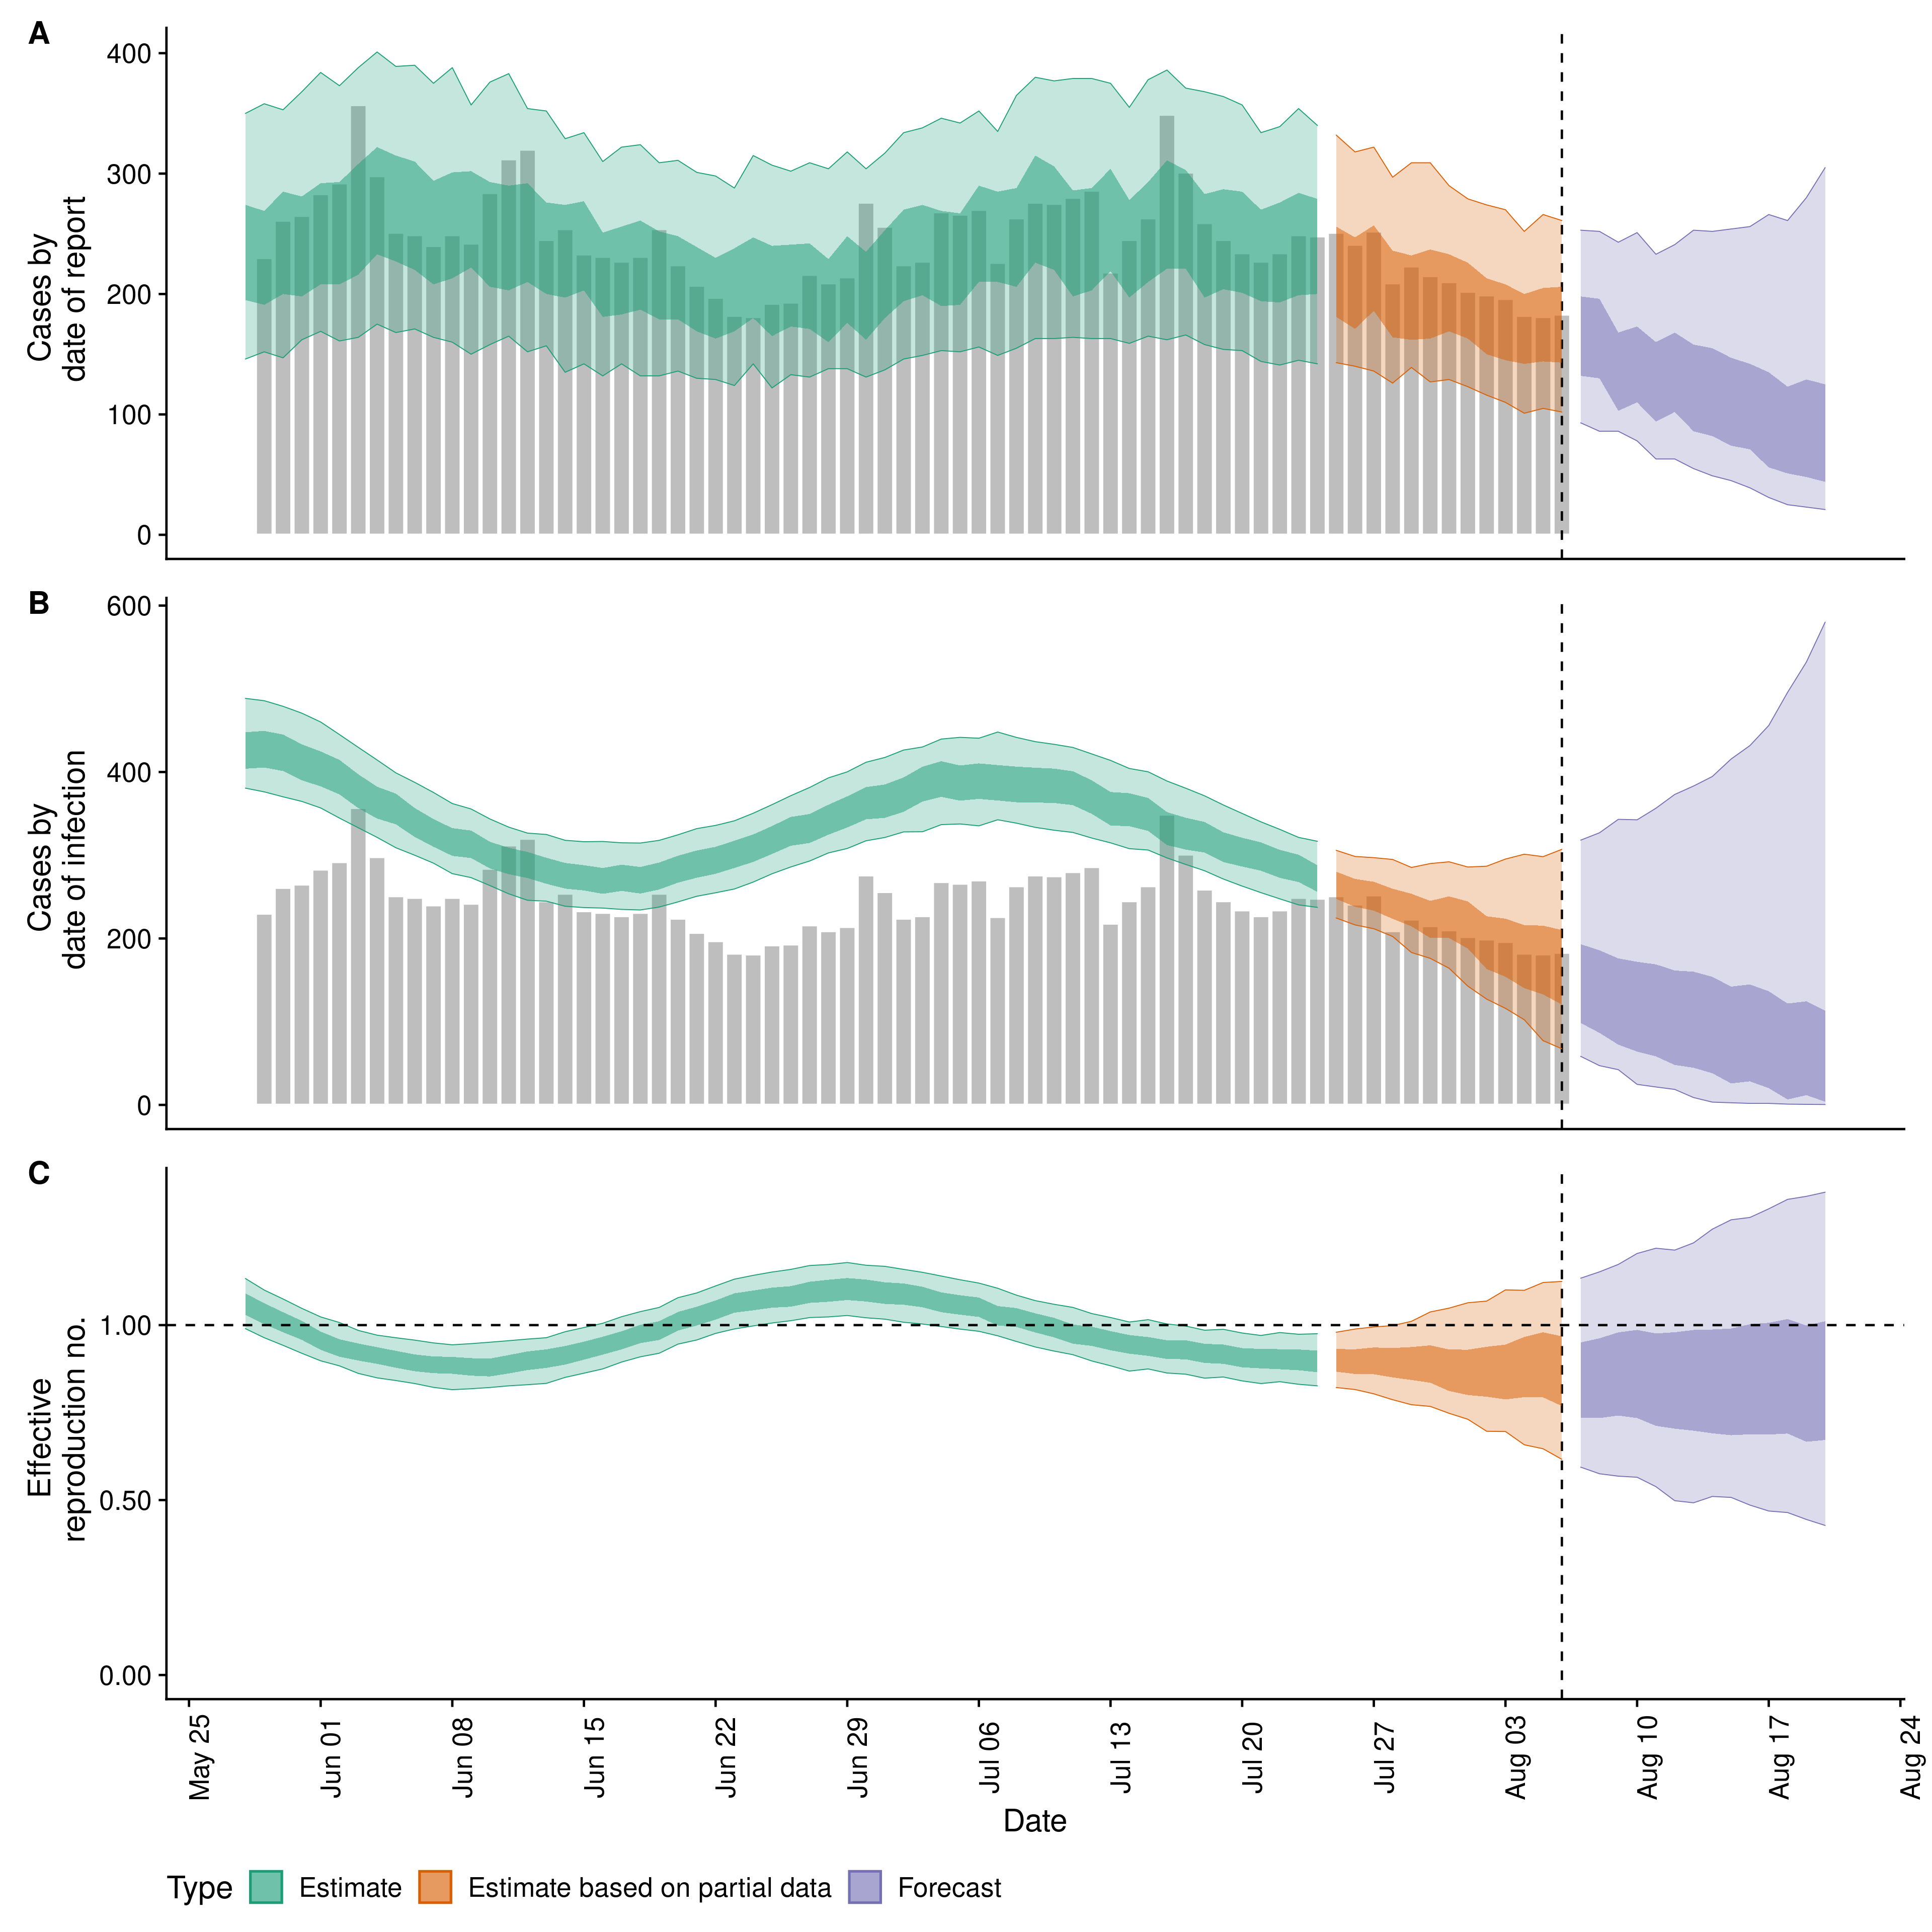 A
Cases by
date of report
400
300
200
100
0
B
Cases by
date of infection
600
400
200
0
C
Effective
reproduction no.
1.00
0.50
0.00
May 25
Jun 01
Jun 08
Jun 15
Jun 22
Jun 29
Jul 06
Jul 13
Jul 20
Jul 27
Aug 03
Aug 10
Aug 17
Aug 24
Date
Type Estimate Estimate based on partial data Forecast